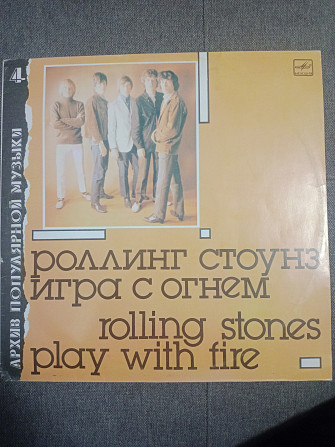 4
АРХИВ ПОПУЛЯРНОЙ МУЗЫКИ
РОЛЛИНГ СТОУНЗ
ИГРА С ОГНЕМ
rolling stones
play with fire